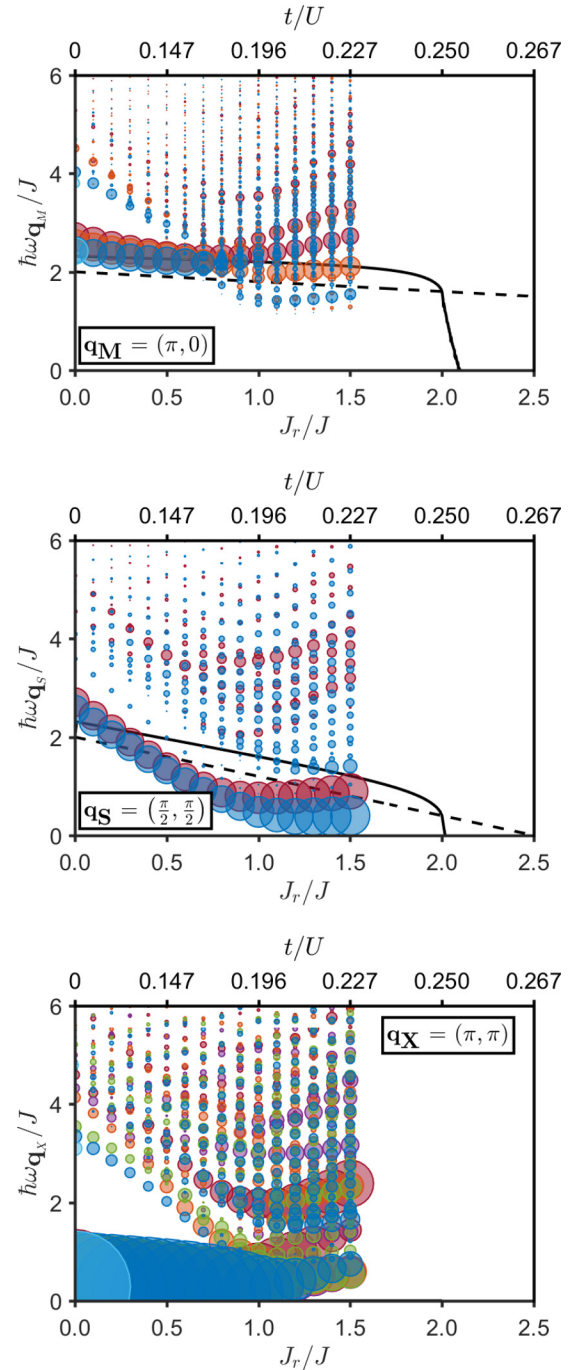 t/U
0 0.147 0.196 0.227 0.250 0.267
6
4
2
0
ħω_{q_M}/J
q_M = (π, 0)
0.0 0.5 1.0 1.5 2.0 2.5
J_r/J
t/U
0 0.147 0.196 0.227 0.250 0.267
6
4
2
0
ħω_{q_S}/J
q_S = (π/2, π/2)
0.0 0.5 1.0 1.5 2.0 2.5
J_r/J
t/U
0 0.147 0.196 0.227 0.250 0.267
6
4
2
0
ħω_{q_X}/J
q_X = (π, π)
0.0 0.5 1.0 1.5 2.0 2.5
J_r/J